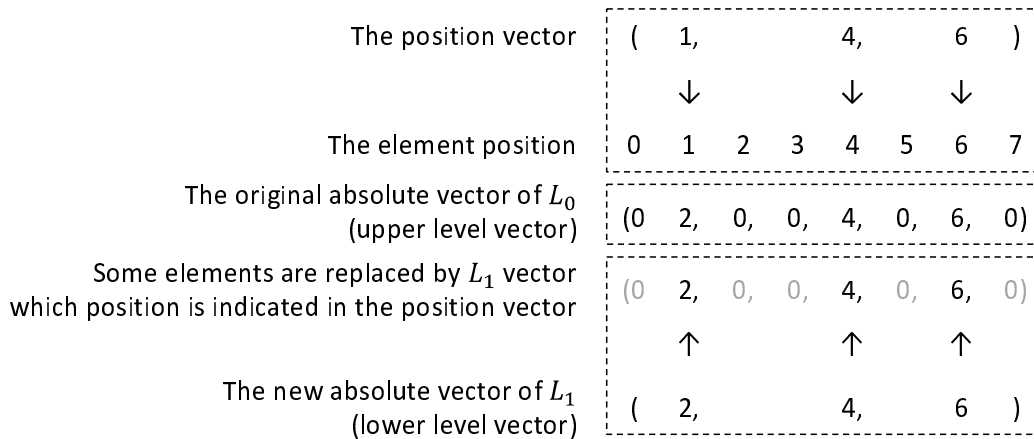 The position vector ( 1, 4, 6 )
↓ ↓ ↓
The element position 0 1 2 3 4 5 6 7
The original absolute vector of L₀
(upper level vector) (0 2, 0, 0, 4, 0, 6, 0)
Some elements are replaced by L₁ vector
which position is indicated in the position vector (0 2, 0, 0, 4, 0, 6, 0)
↑ ↑ ↑
The new absolute vector of L₁
(lower level vector) ( 2, 4, 6 )